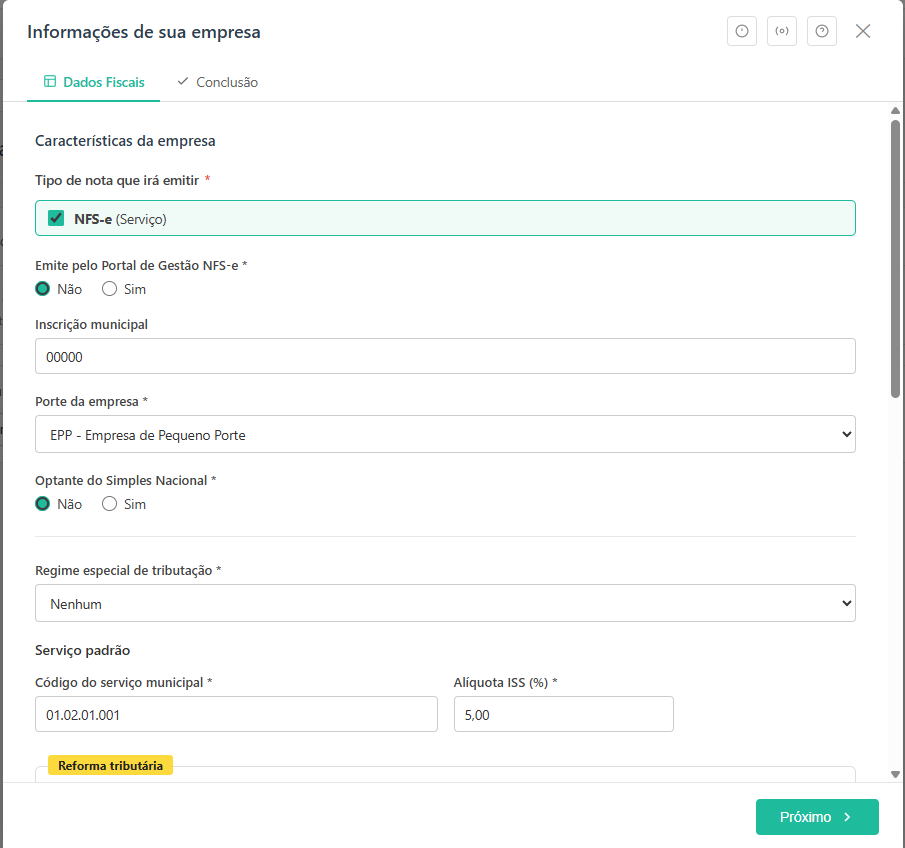 Informações de sua empresa
Dados Fiscais
Conclusão
Características da empresa
Tipo de nota que irá emitir *
NFS-e (Serviço)
Emite pelo Portal de Gestão NFS-e *
Não Sim
Inscrição municipal
00000
Porte da empresa *
EPP - Empresa de Pequeno Porte
Optante do Simples Nacional *
Não Sim
Regime especial de tributação *
Nenhum
Serviço padrão
Código do serviço municipal * Alíquota ISS (%) *
01.02.01.001 5,00
Reforma tributária
Próximo